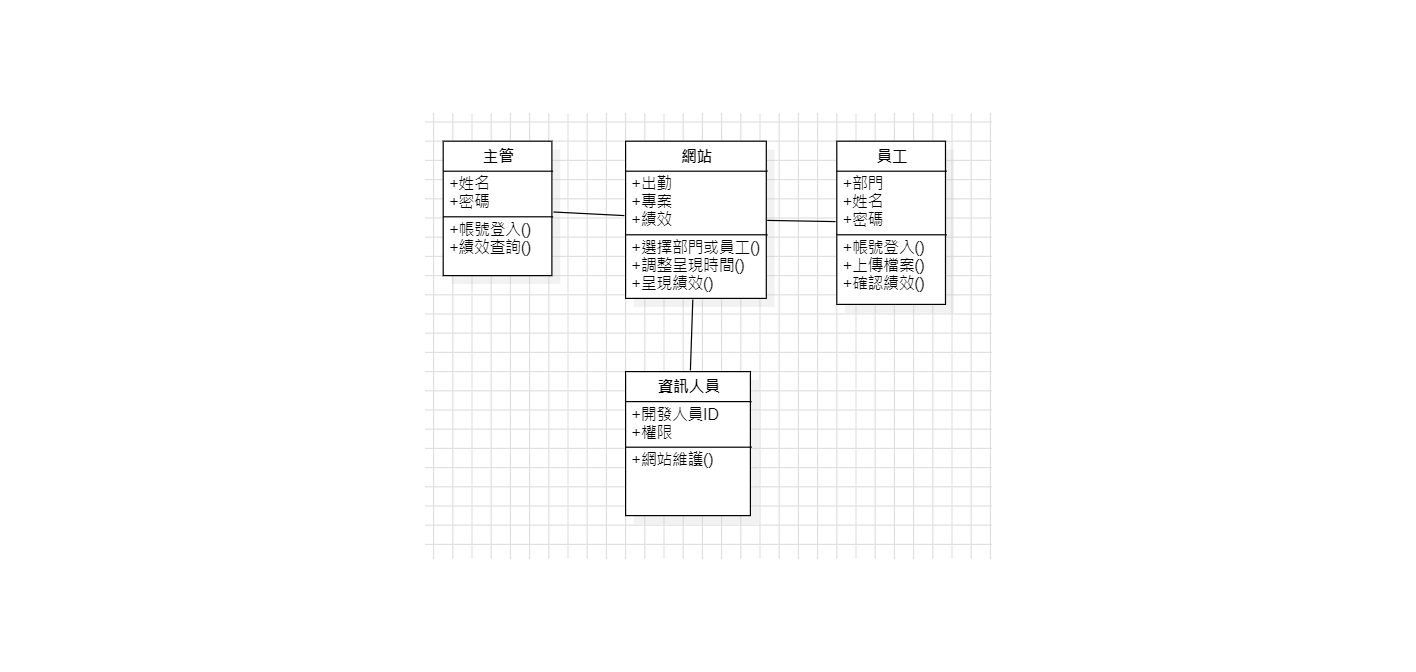 主管
+姓名
+密碼
+帳號登入()
+績效查詢()
網站
+出勤
+專案
+績效
+選擇部門或員工()
+調整呈現時間()
+呈現績效()
員工
+部門
+姓名
+密碼
+帳號登入()
+上傳檔案()
+確認績效()
資訊人員
+開發人員ID
+權限
+網站維護()